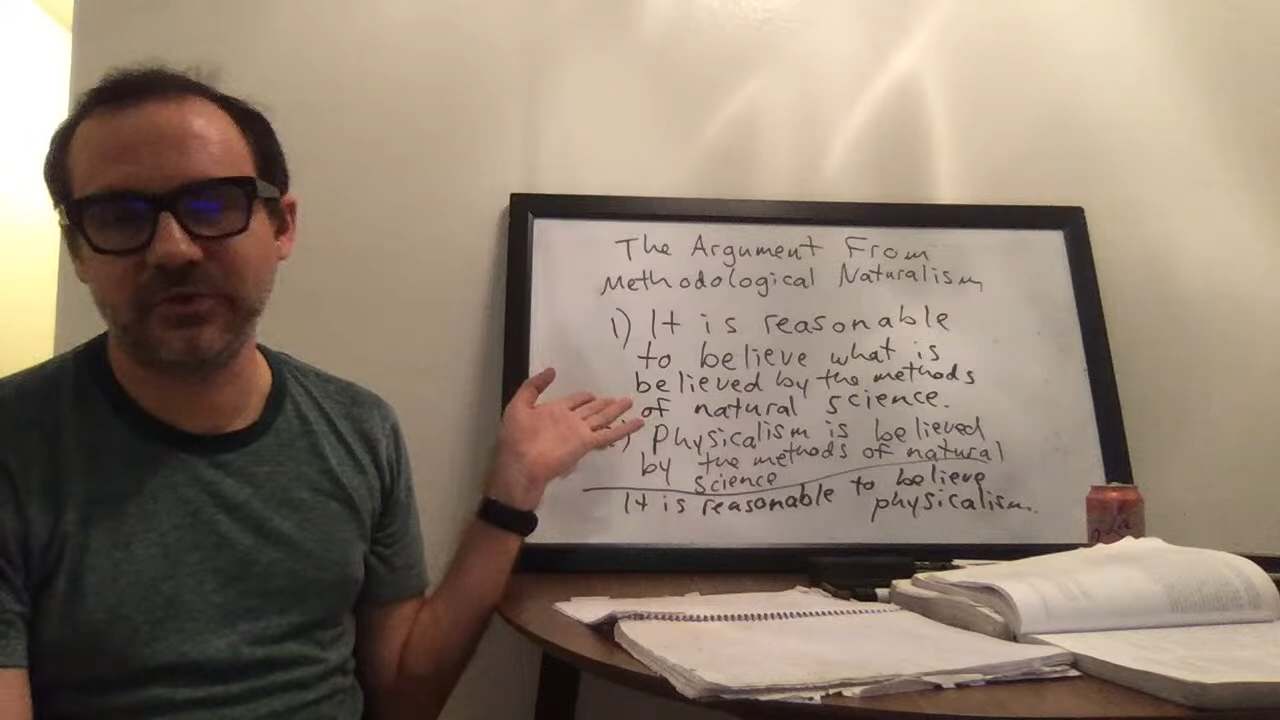 The Argument From
Methodological Naturalism
1) It is reasonable
to believe what is
believed by the methods
of natural science.
Physicalism is believed
by the methods of natural
science
It is reasonable to believe
physicalism.